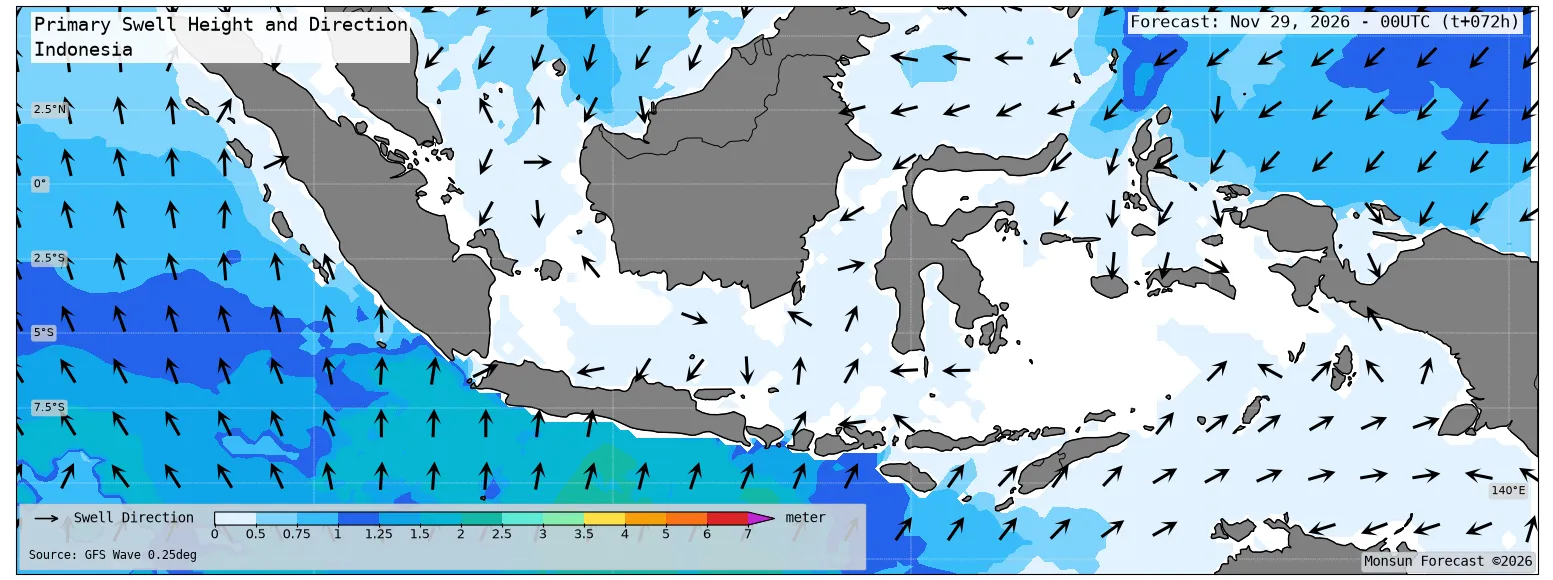 Primary Swell Height and Direction
Indonesia
Forecast: Nov 29, 2026 - 00UTC (t+072h)
2.5°N
0°
2.5°S
5°S
7.5°S
140°E
Swell Direction
0 0.5 0.75 1 1.25 1.5 2 2.5 3 3.5 4 5 6 7 meter
Source: GFS Wave 0.25deg
Monsun Forecast ©2026